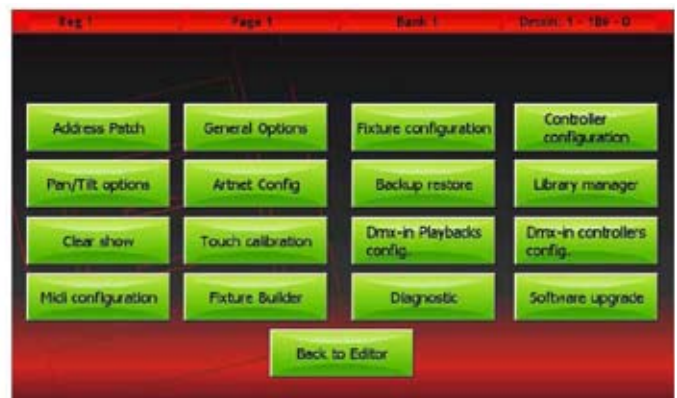 Reg 1 Page 1 Bank 1
Address Patch General Options Fixture configuration Controller configuration
Pan/Tilt options Artnet Config Backup restore Library manager
Clear show Touch calibration Dmx-in Playbacks config. Dmx-in controllers config.
Midi configuration Fixture Builder Diagnostic Software upgrade
Back to Editor